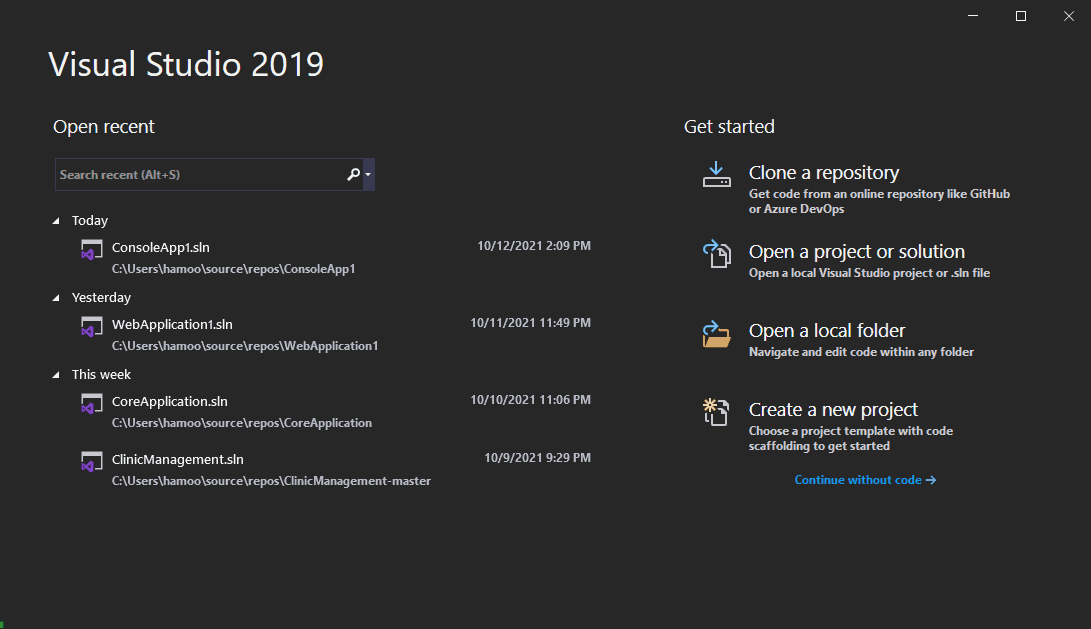 Visual Studio 2019
Open recent
Search recent (Alt+S)
Today
ConsoleApp1.sln
10/12/2021 2:09 PM
C:\Users\hamoo\source\repos\ConsoleApp1
Yesterday
WebApplication1.sln
10/11/2021 11:49 PM
C:\Users\hamoo\source\repos\WebApplication1
This week
CoreApplication.sln
10/10/2021 11:06 PM
C:\Users\hamoo\source\repos\CoreApplication
ClinicManagement.sln
10/9/2021 9:29 PM
C:\Users\hamoo\source\repos\ClinicManagement-master
Get started
Clone a repository
Get code from an online repository like GitHub
or Azure DevOps
Open a project or solution
Open a local Visual Studio project or .sln file
Open a local folder
Navigate and edit code within any folder
Create a new project
Choose a project template with code
scaffolding to get started
Continue without code →